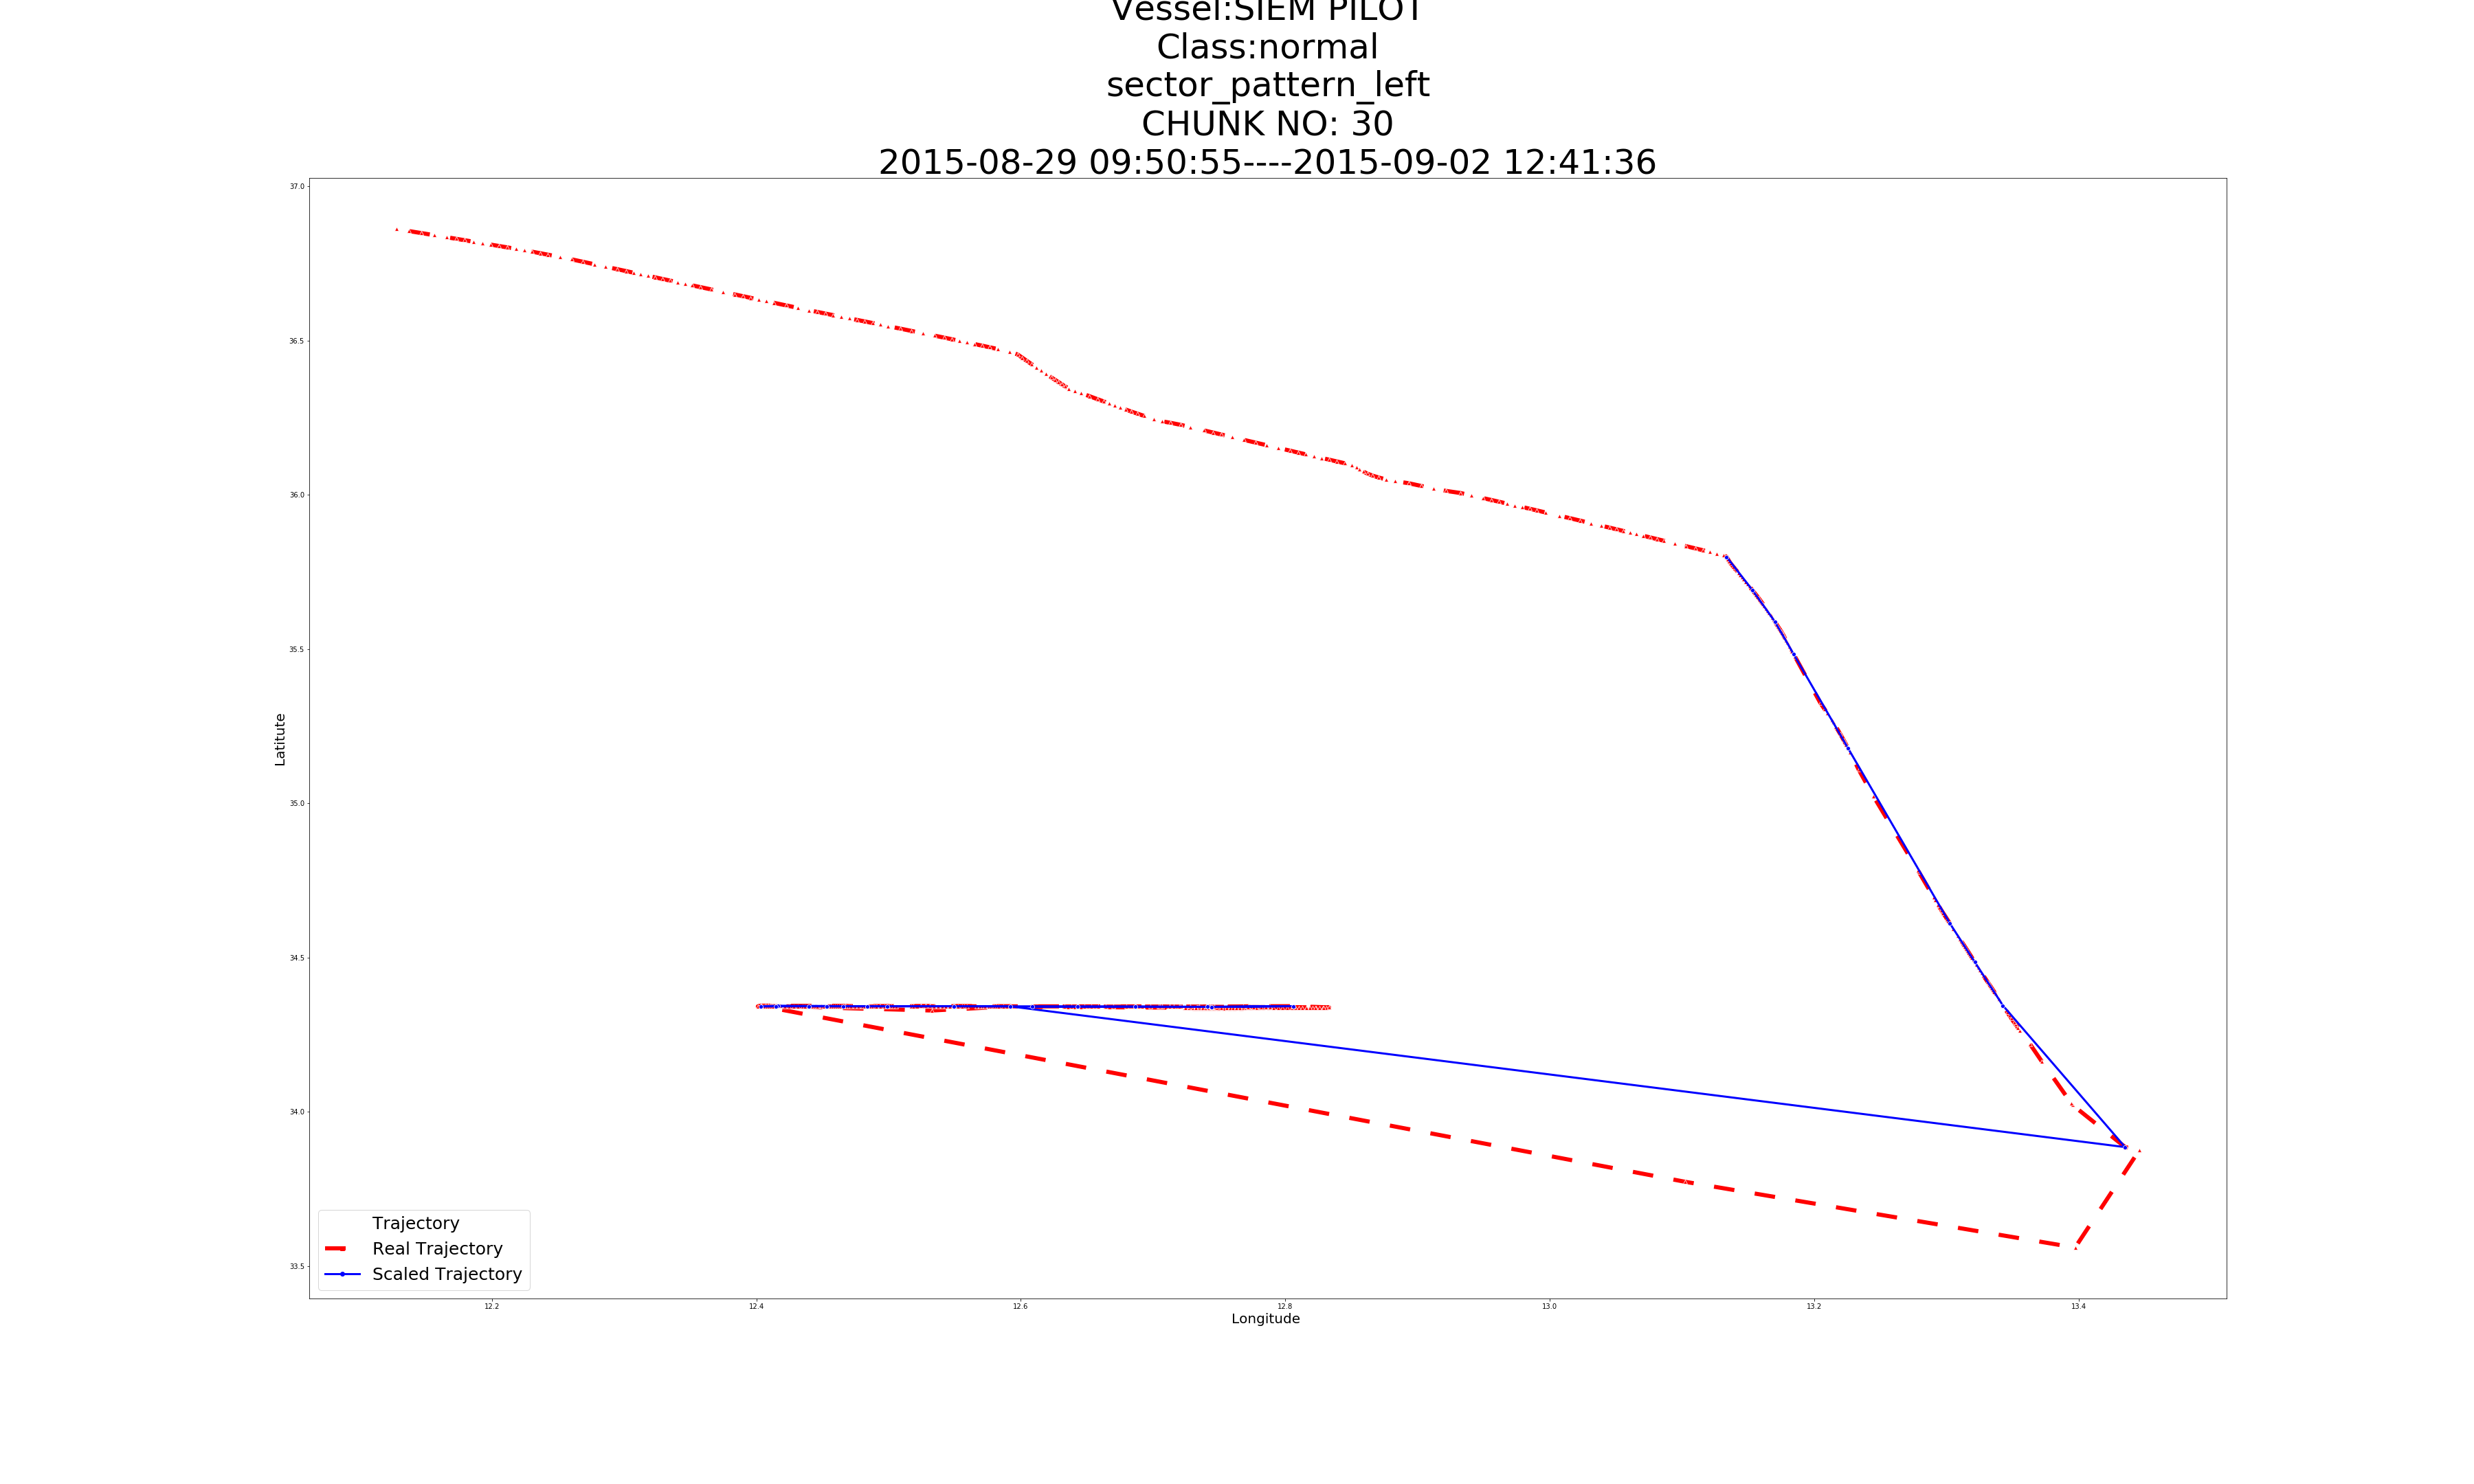 Vessel:SIEM PILOT
Class:normal
sector_pattern_left
CHUNK NO: 30
2015-08-29 09:50:55----2015-09-02 12:41:36
37.0
36.5
36.0
35.5
35.0
34.5
34.0
33.5
Latitute
Trajectory
Real Trajectory
Scaled Trajectory
12.2
12.4
12.6
12.8
13.0
13.2
13.4
Longitude